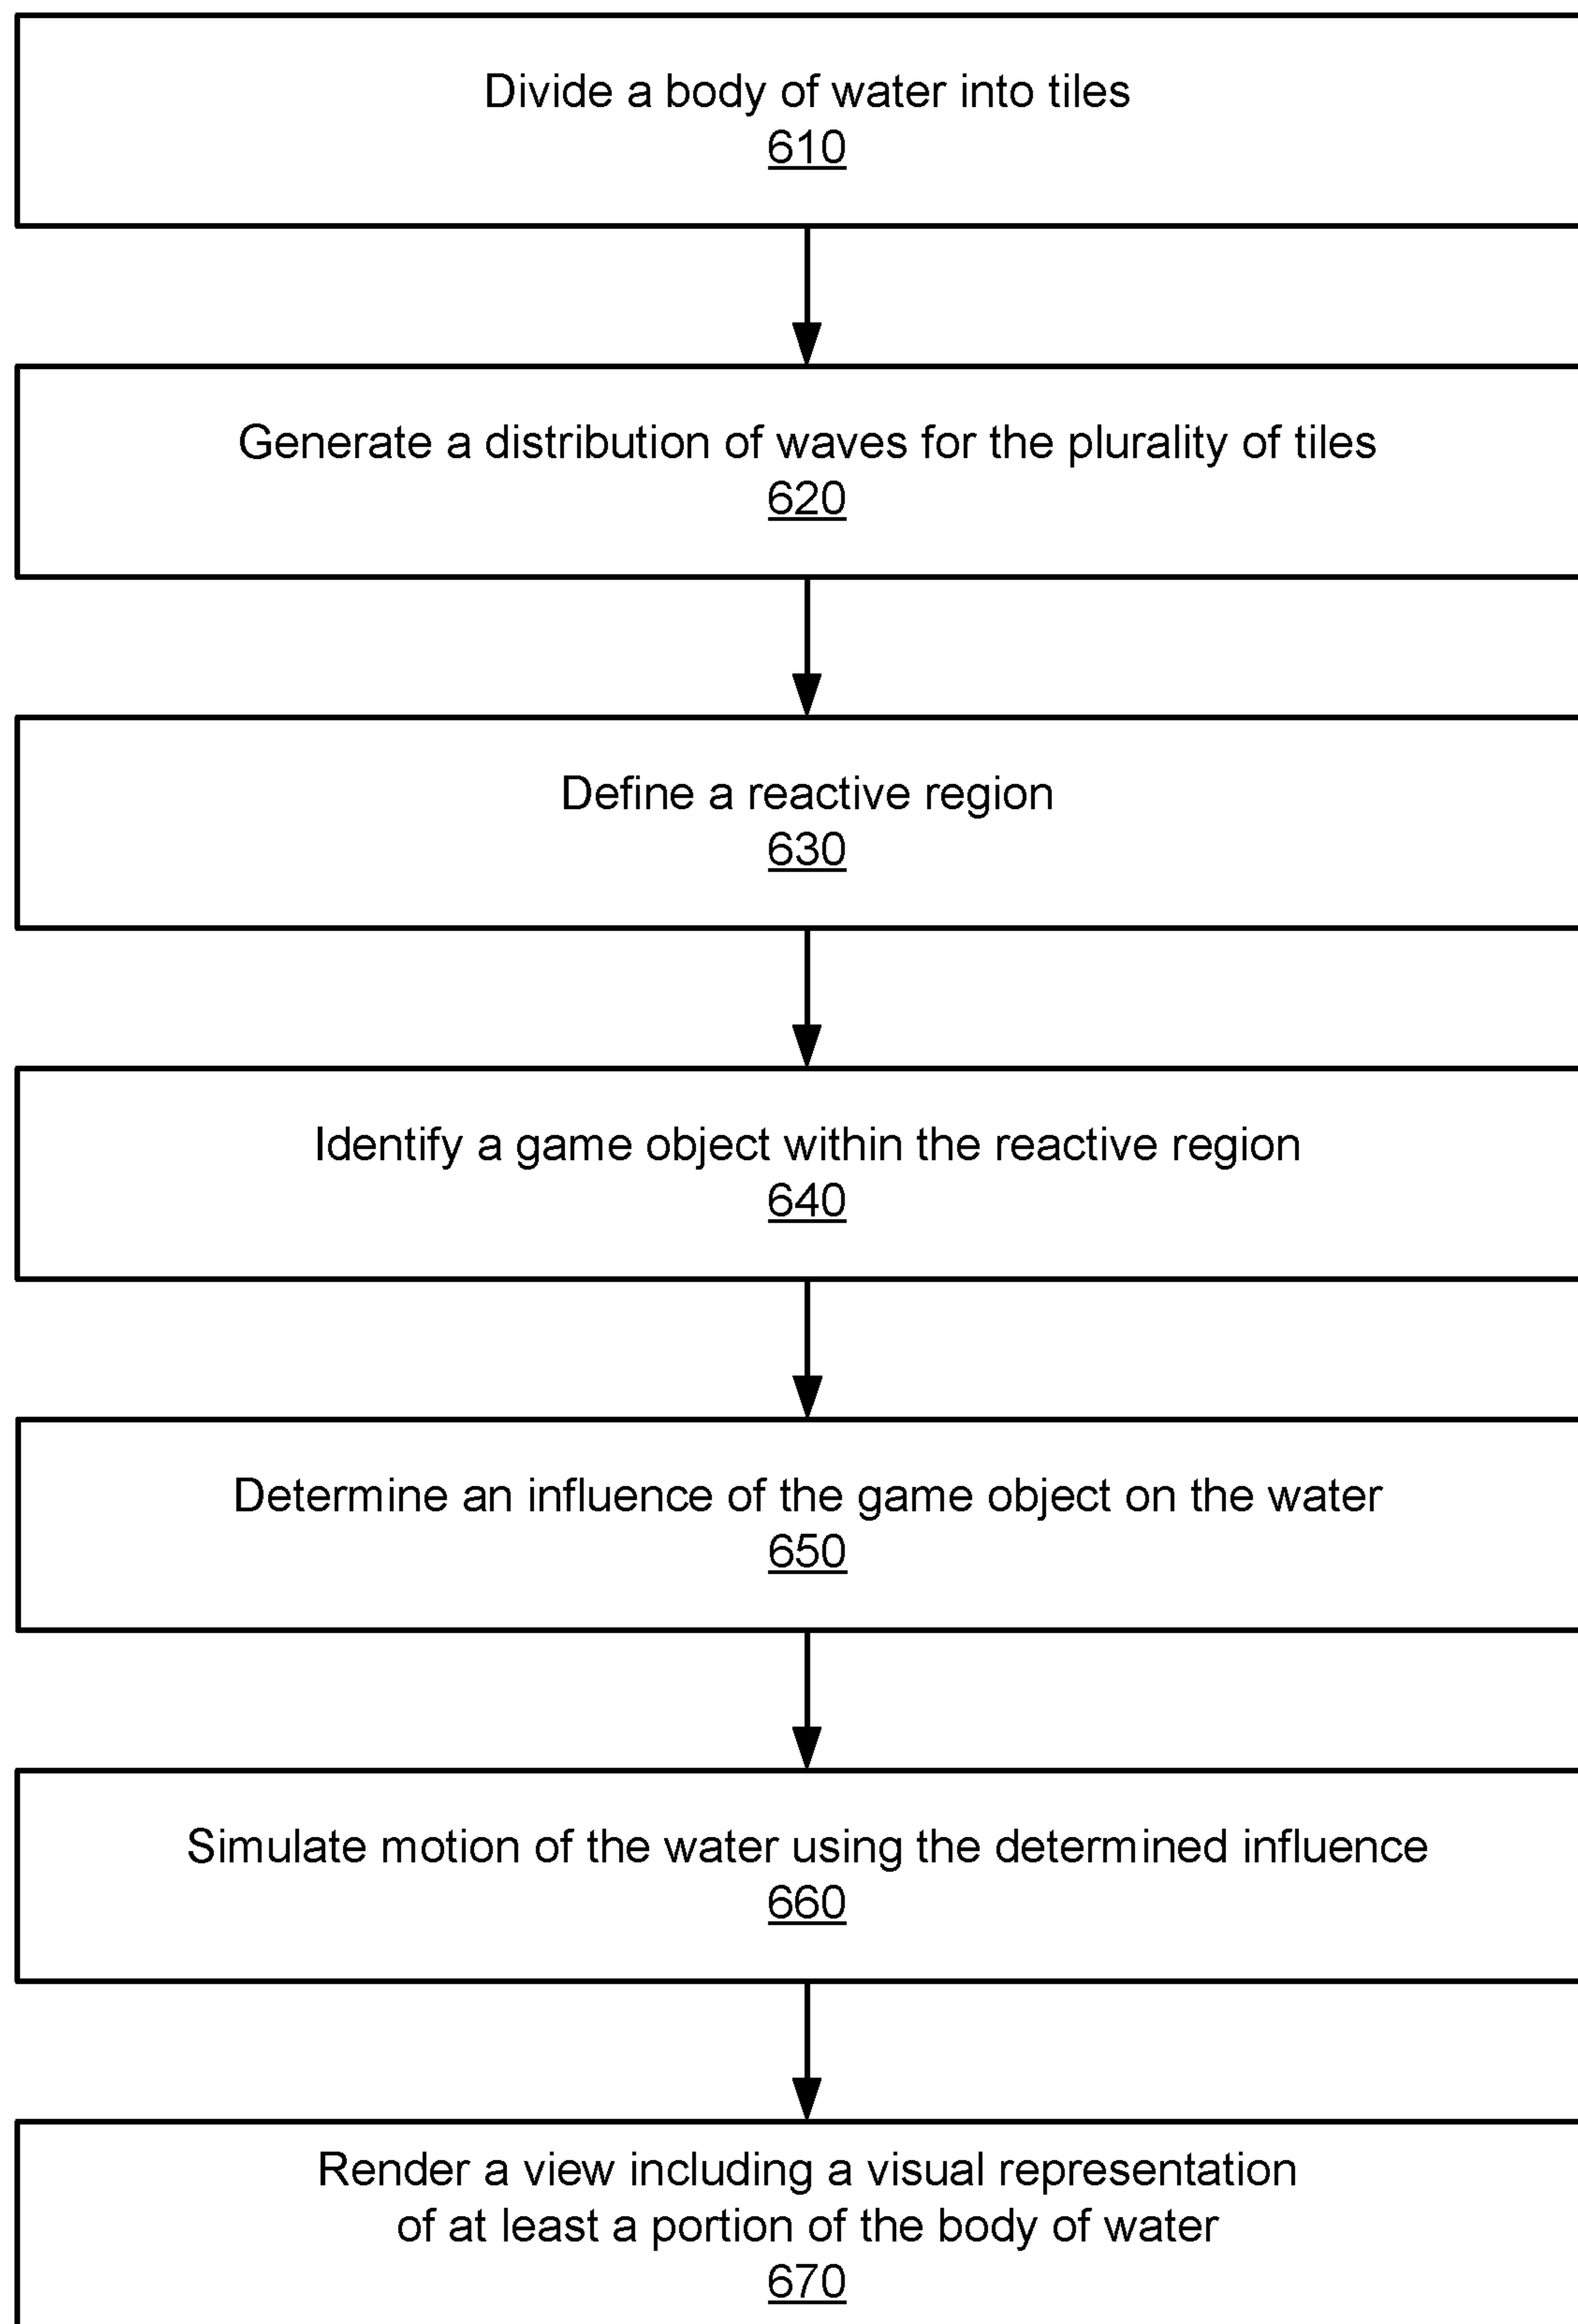 Divide a body of water into tiles
610
Generate a distribution of waves for the plurality of tiles
620
Define a reactive region
630
Identify a game object within the reactive region
640
Determine an influence of the game object on the water
650
Simulate motion of the water using the determined influence
660
Render a view including a visual representation
of at least a portion of the body of water
670